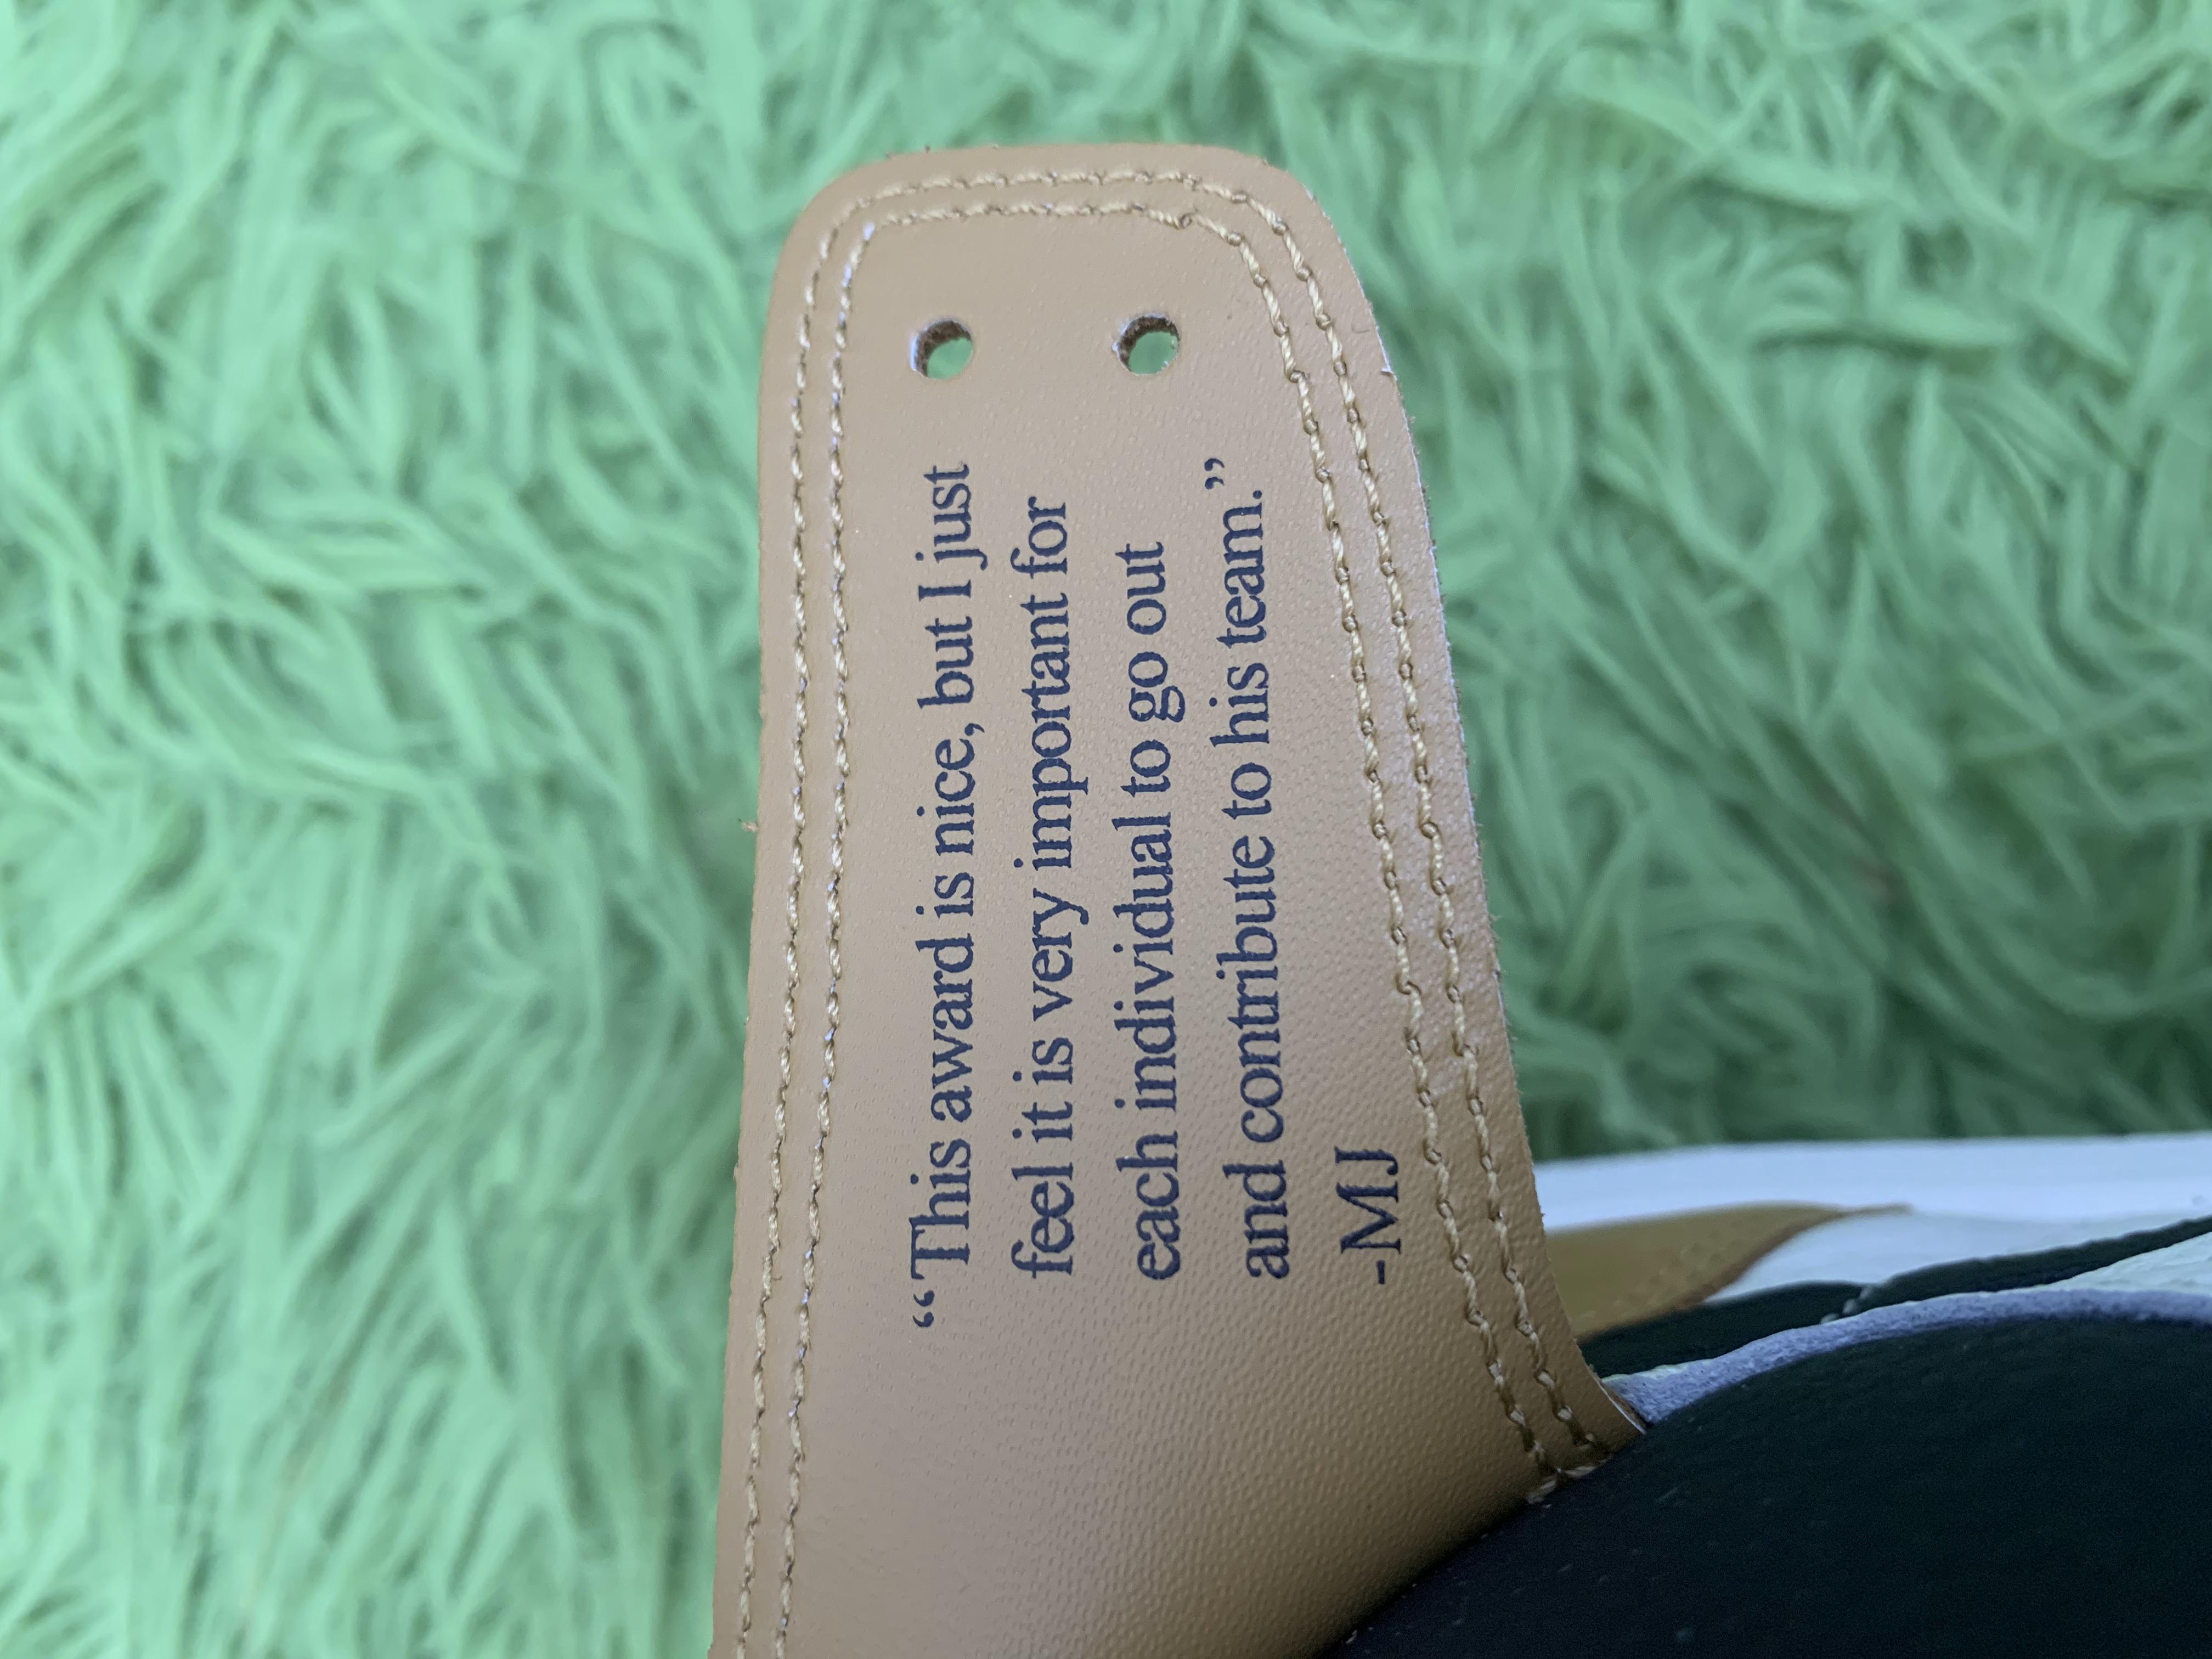 “This award is nice, but I just
feel it is very important for
each individual to go out
and contribute to his team.”
-MJ